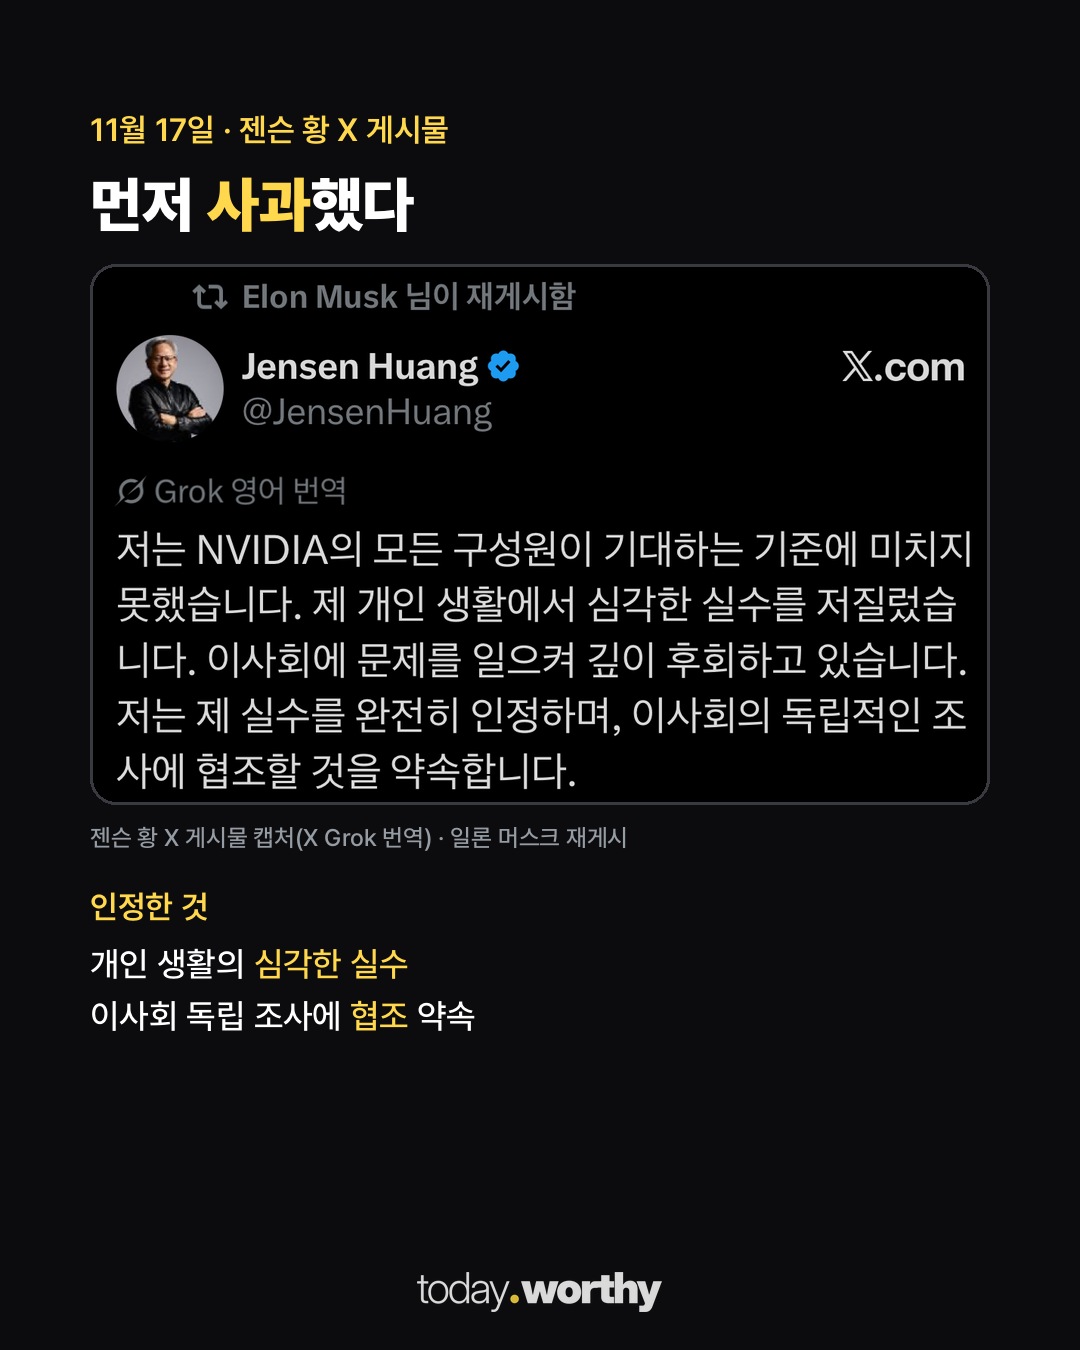 11월 17일 · 젠슨 황 X 게시물
먼저 사과했다
Elon Musk 님이 재게시함
Jensen Huang
X.com
@JensenHuang
Grok 영어 번역
저는 NVIDIA의 모든 구성원이 기대하는 기준에 미치지
못했습니다. 제 개인 생활에서 심각한 실수를 저질렀습
니다. 이사회에 문제를 일으켜 깊이 후회하고 있습니다.
저는 제 실수를 완전히 인정하며, 이사회의 독립적인 조
사에 협조할 것을 약속합니다.
젠슨 황 X 게시물 캡처(X Grok 번역) · 일론 머스크 재게시
인정한 것
개인 생활의 심각한 실수
이사회 독립 조사에 협조 약속
today.worthy